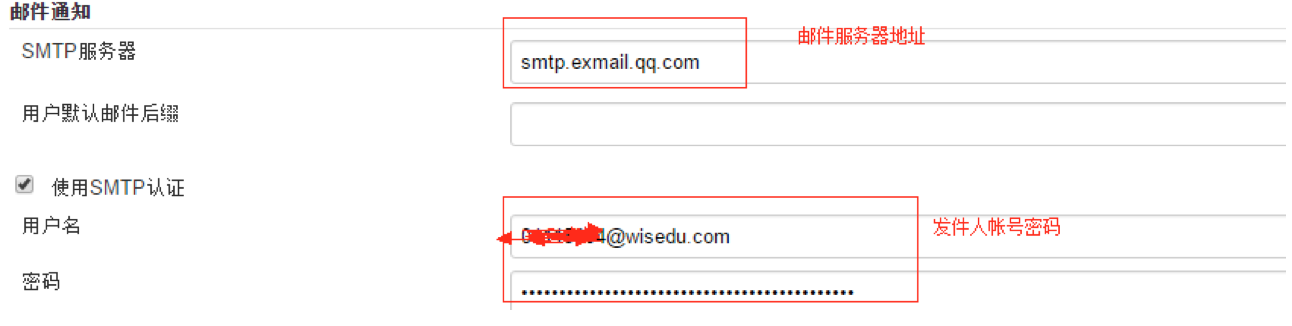 邮件通知
SMTP服务器
smtp.exmail.qq.com
邮件服务器地址
用户默认邮件后缀
使用SMTP认证
用户名
4@wisedu.com
发件人帐号密码
密码